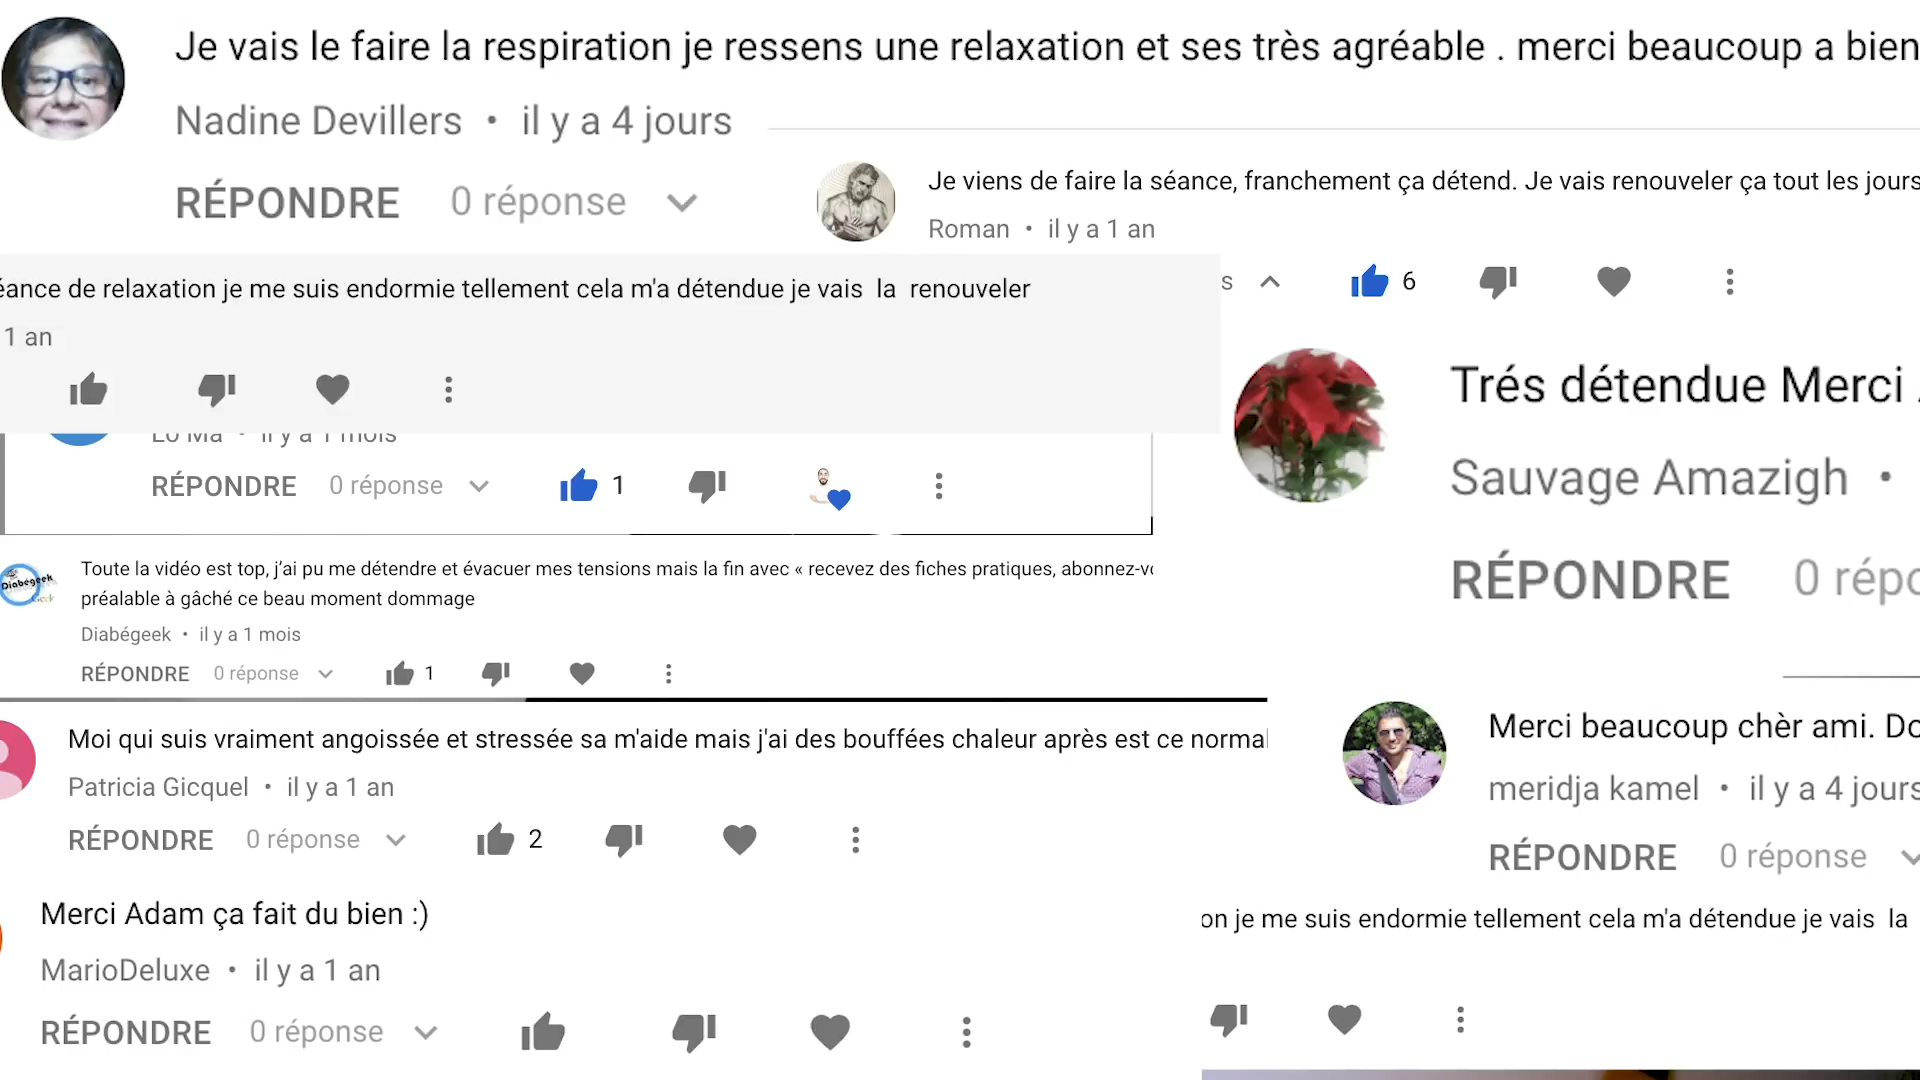 Je vais le faire la respiration je ressens une relaxation et ses très agréable . merci beaucoup a bien
Nadine Devillers • il y a 4 jours
RÉPONDRE 0 réponse
Je viens de faire la séance, franchement ça détend. Je vais renouveler ça tout les jours
Roman • il y a 1 an
s 6
éance de relaxation je me suis endormie tellement cela m'a détendue je vais la renouveler
1 an
Lo Ma • il y a 1 mois
RÉPONDRE 0 réponse 1
Trés détendue Merci
Sauvage Amazigh •
RÉPONDRE 0 répo
Diabégeek
Geek
Toute la vidéo est top, j'ai pu me détendre et évacuer mes tensions mais la fin avec « recevez des fiches pratiques, abonnez-vo
préalable à gâché ce beau moment dommage
Diabégeek • il y a 1 mois
RÉPONDRE 0 réponse 1
Moi qui suis vraiment angoissée et stressée sa m'aide mais j'ai des bouffées chaleur après est ce normal
Patricia Gicquel • il y a 1 an
RÉPONDRE 0 réponse 2
Merci beaucoup chèr ami. Do
meridja kamel • il y a 4 jours
RÉPONDRE 0 réponse
Merci Adam ça fait du bien :)
MarioDeluxe • il y a 1 an
RÉPONDRE 0 réponse
on je me suis endormie tellement cela m'a détendue je vais la